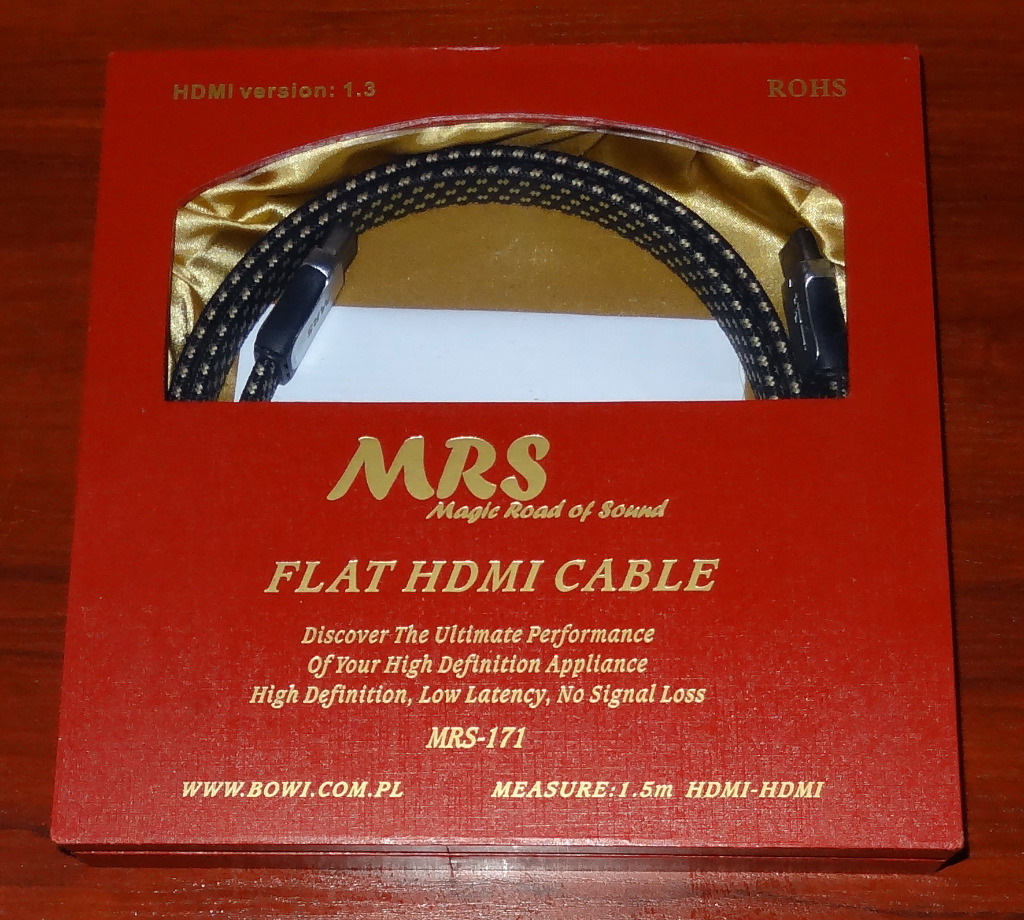 HDMI version: 1.3
ROHS
MRS
Magic Road of Sound
FLAT HDMI CABLE
Discover The Ultimate Performance
Of Your High Definition Appliance
High Definition, Low Latency, No Signal Loss
MRS-171
WWW.BOWI.COM.PL
MEASURE:1.5m HDMI-HDMI